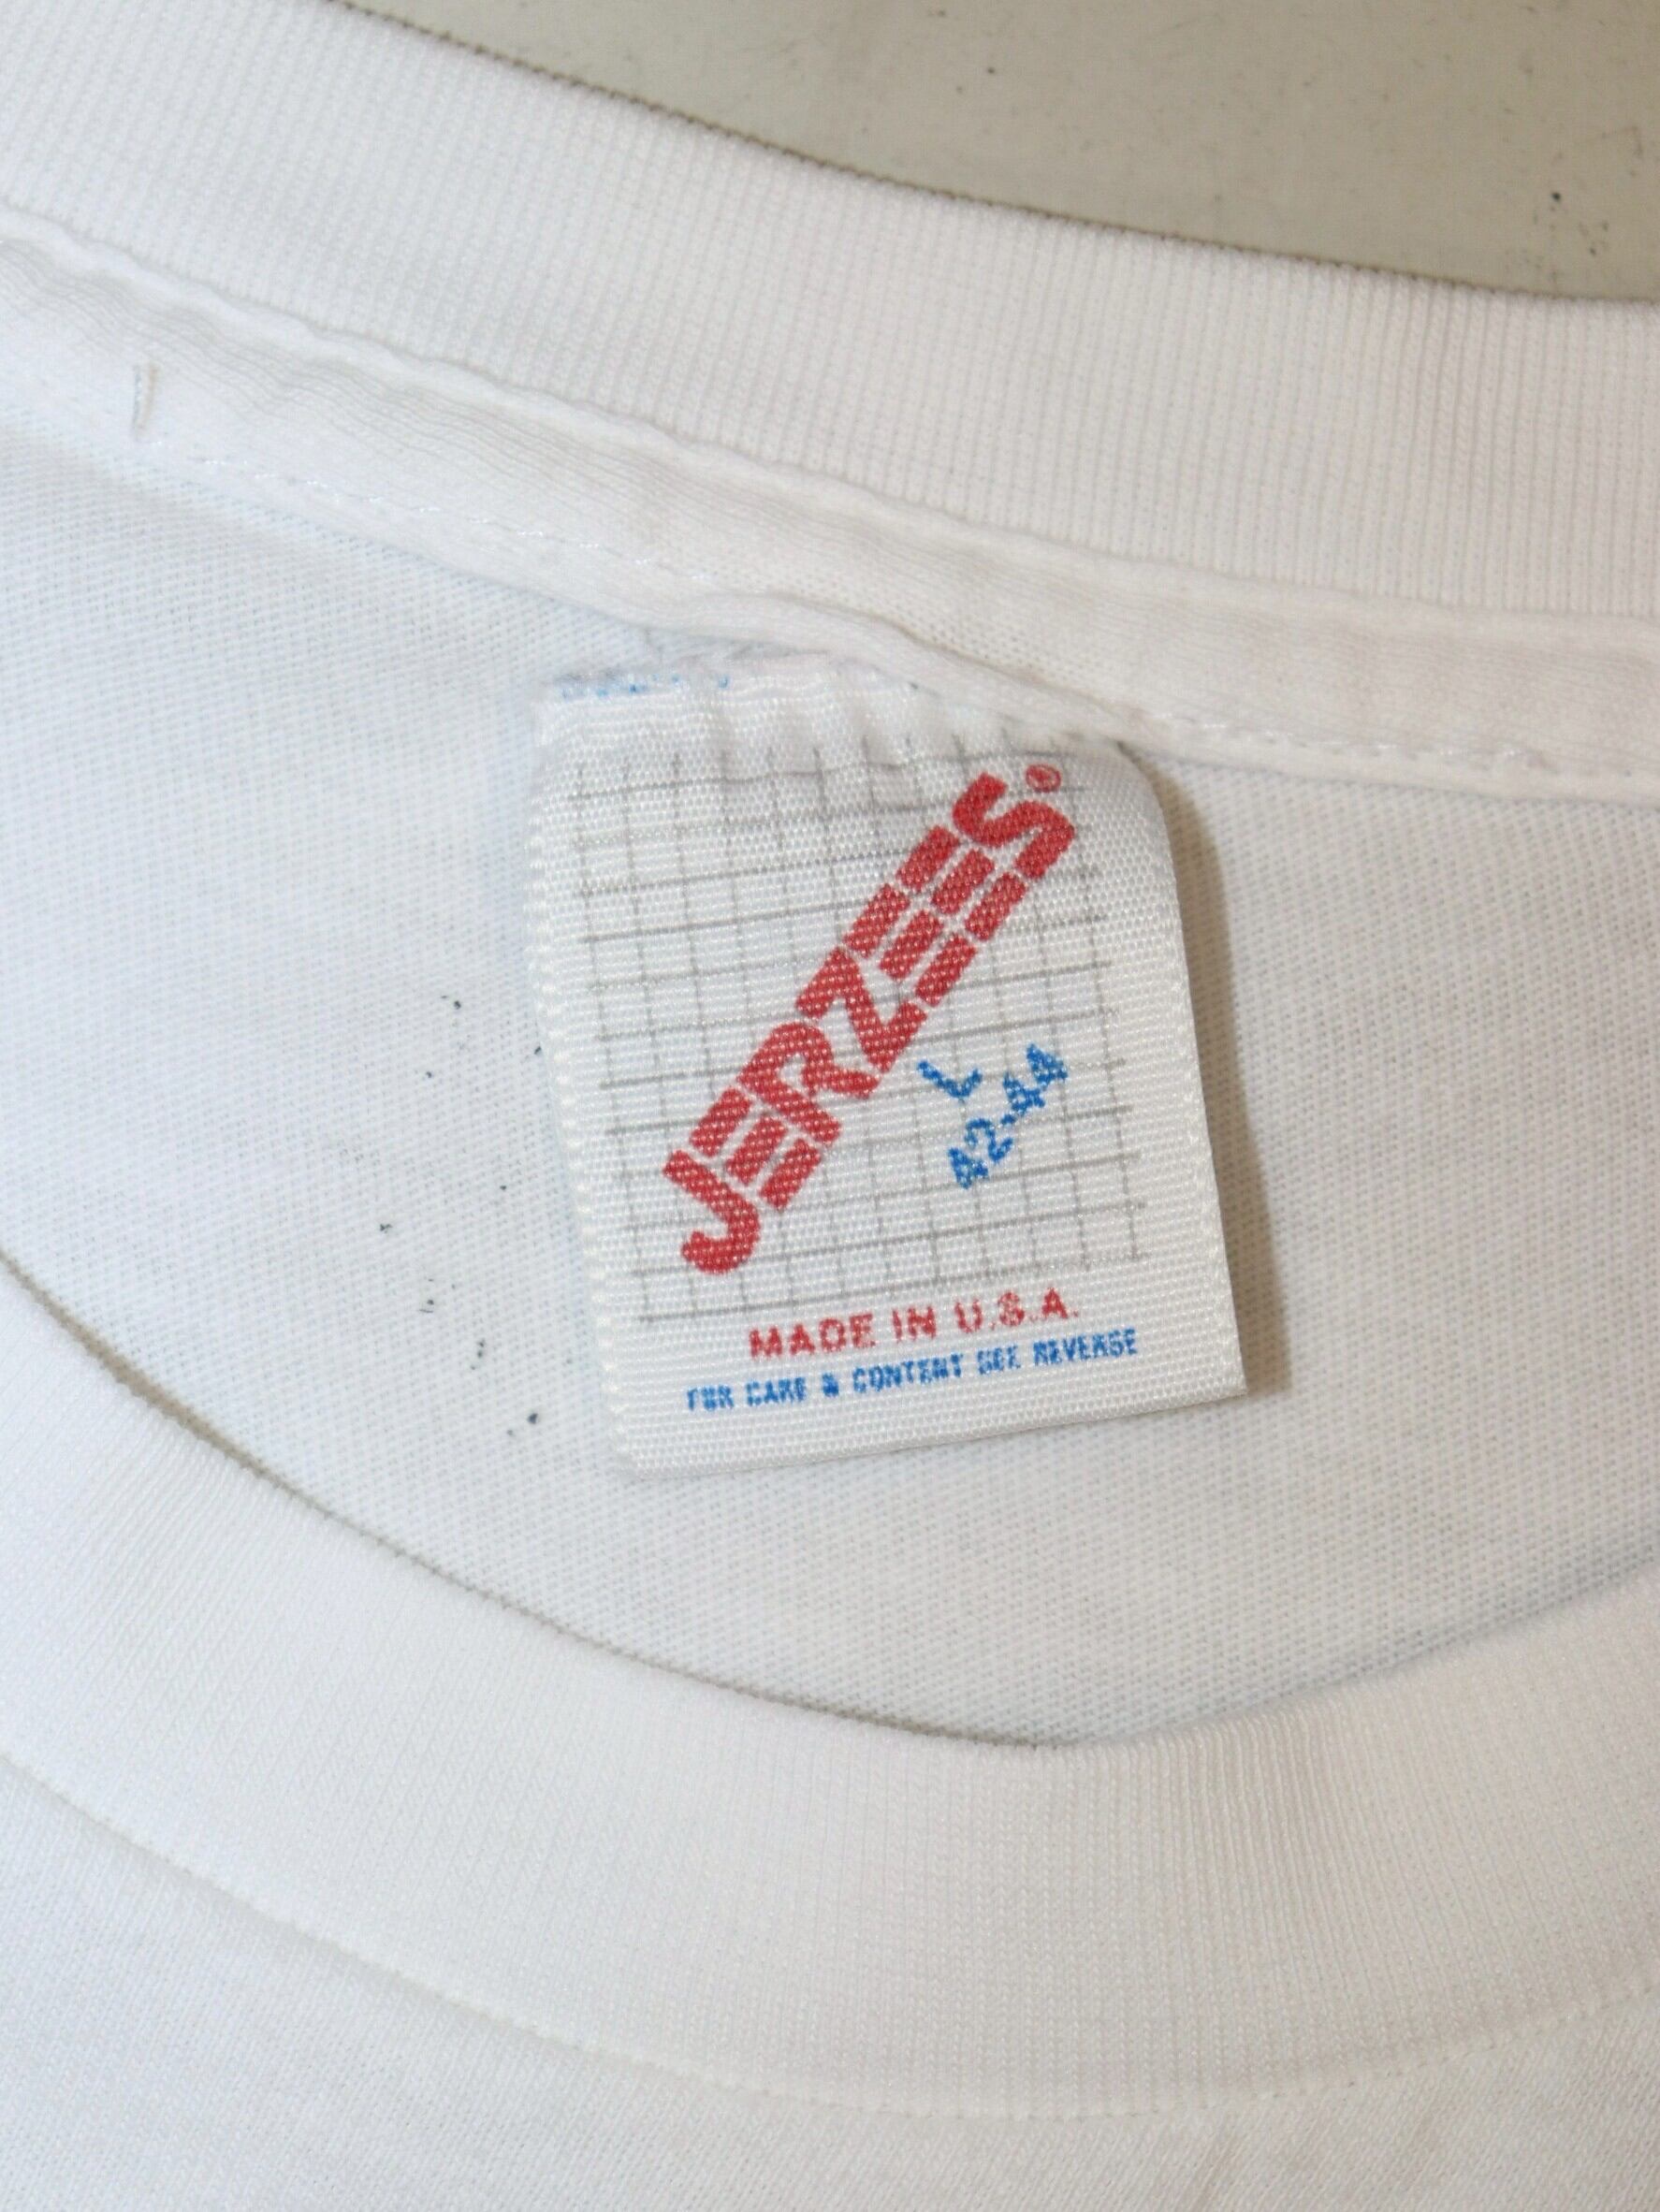 JERZEES®
L
42-44
MADE IN U.S.A.
FOR CARE & CONTENT SEE REVERSE